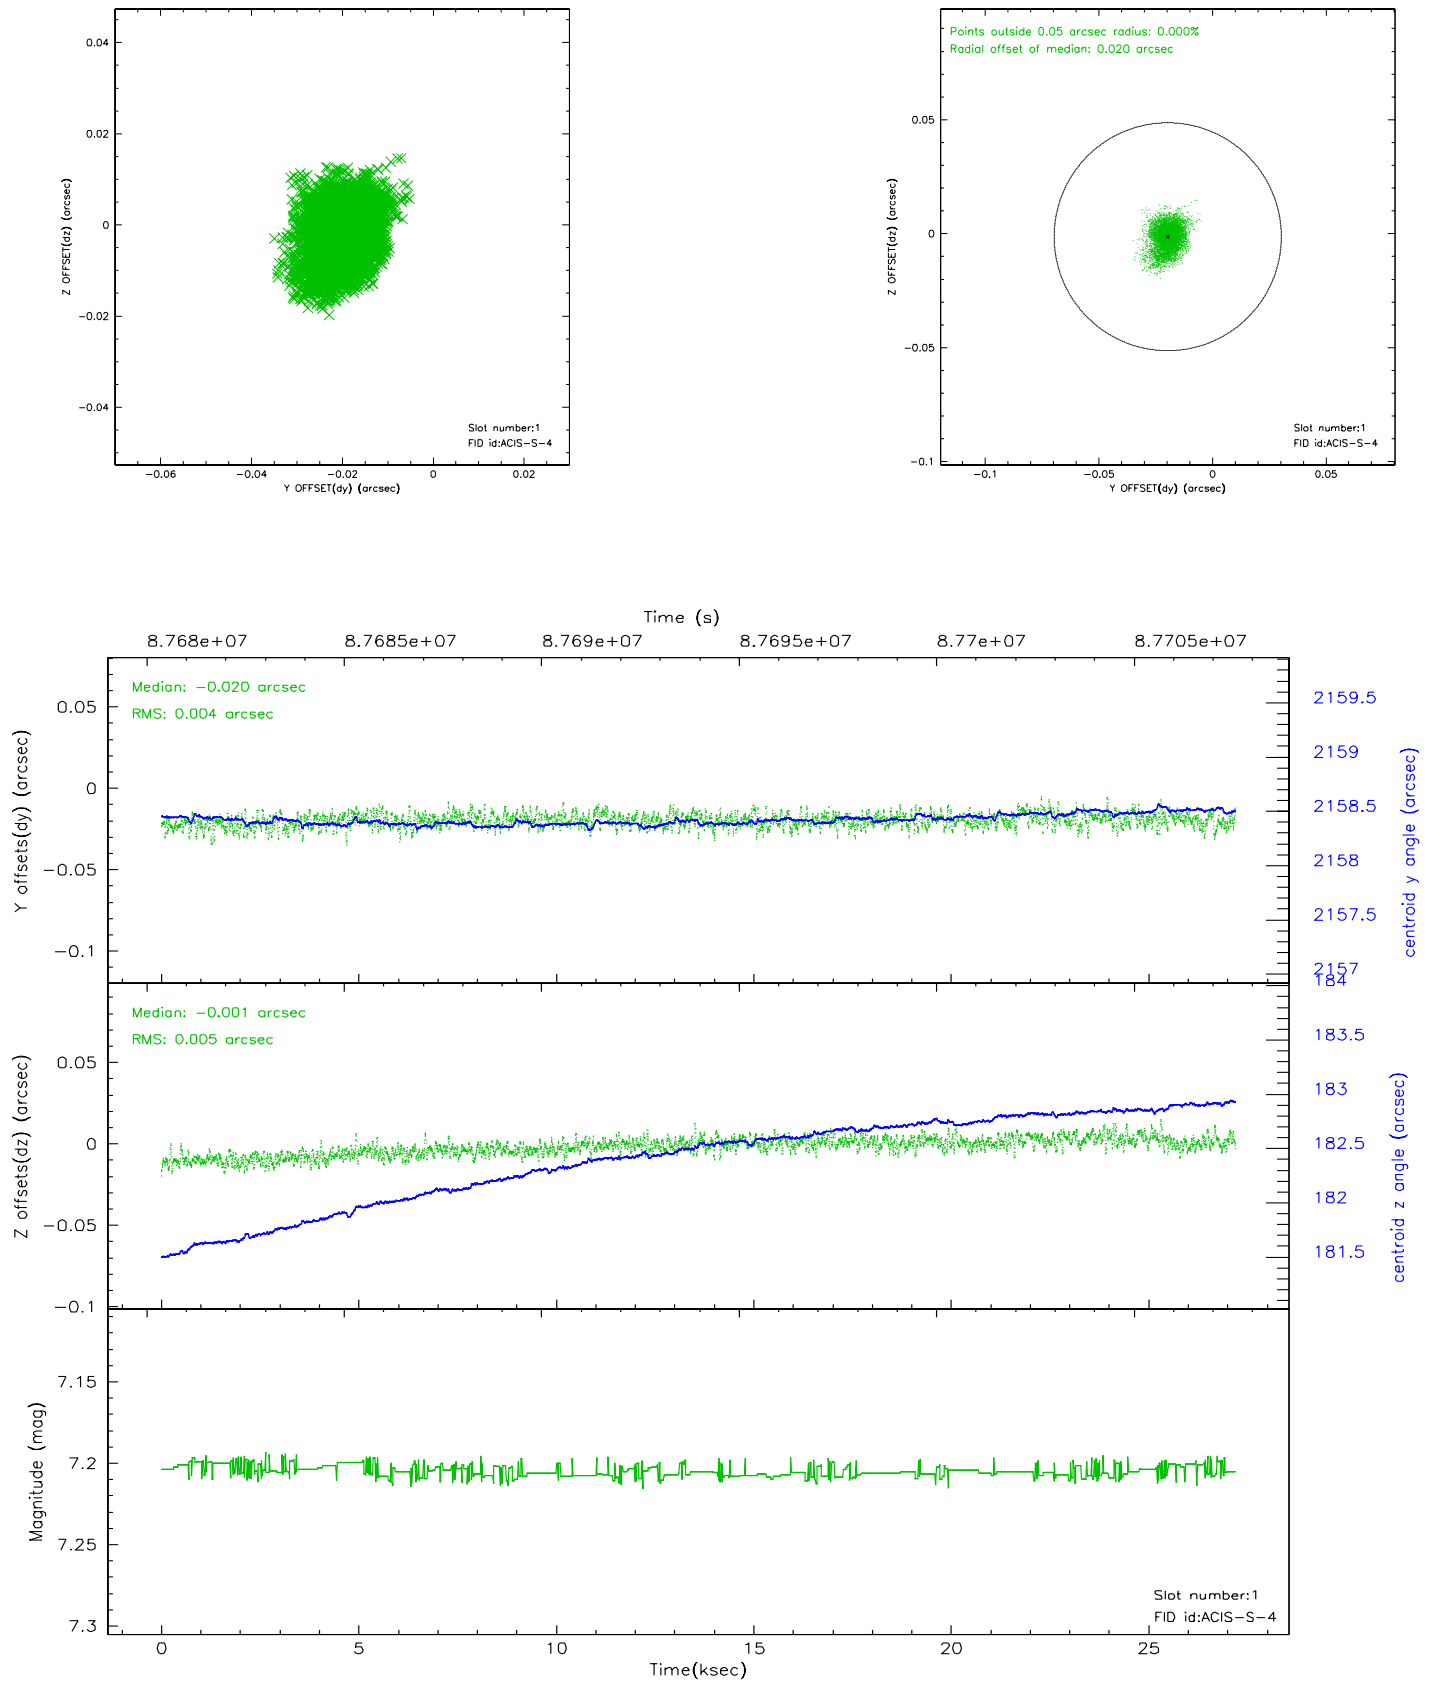 0.04
0.02
0
−0.02
−0.04
Z OFFSET(dz) (arcsec)
Slot number:1
FID id:ACIS−S−4
−0.06
−0.04
−0.02
0
0.02
Y OFFSET(dy) (arcsec)
Points outside 0.05 arcsec radius: 0.000%
Radial offset of median: 0.020 arcsec
0.05
0
−0.05
−0.1
Z OFFSET(dz) (arcsec)
Slot number:1
FID id:ACIS−S−4
−0.1
−0.05
0
0.05
Y OFFSET(dy) (arcsec)
Time (s)
8.768e+07
8.7685e+07
8.769e+07
8.7695e+07
8.77e+07
8.7705e+07
Median: −0.020 arcsec
RMS: 0.004 arcsec
0.05
0
−0.05
−0.1
Y offsets(dy) (arcsec)
2159.5
2159
2158.5
2158
2157.5
2157
centroid y angle (arcsec)
Median: −0.001 arcsec
RMS: 0.005 arcsec
0.05
0
−0.05
−0.1
Z offsets(dz) (arcsec)
184
183.5
183
182.5
182
181.5
centroid z angle (arcsec)
7.15
7.2
7.25
7.3
Magnitude (mag)
Slot number:1
FID id:ACIS−S−4
0
5
10
15
20
25
Time(ksec)